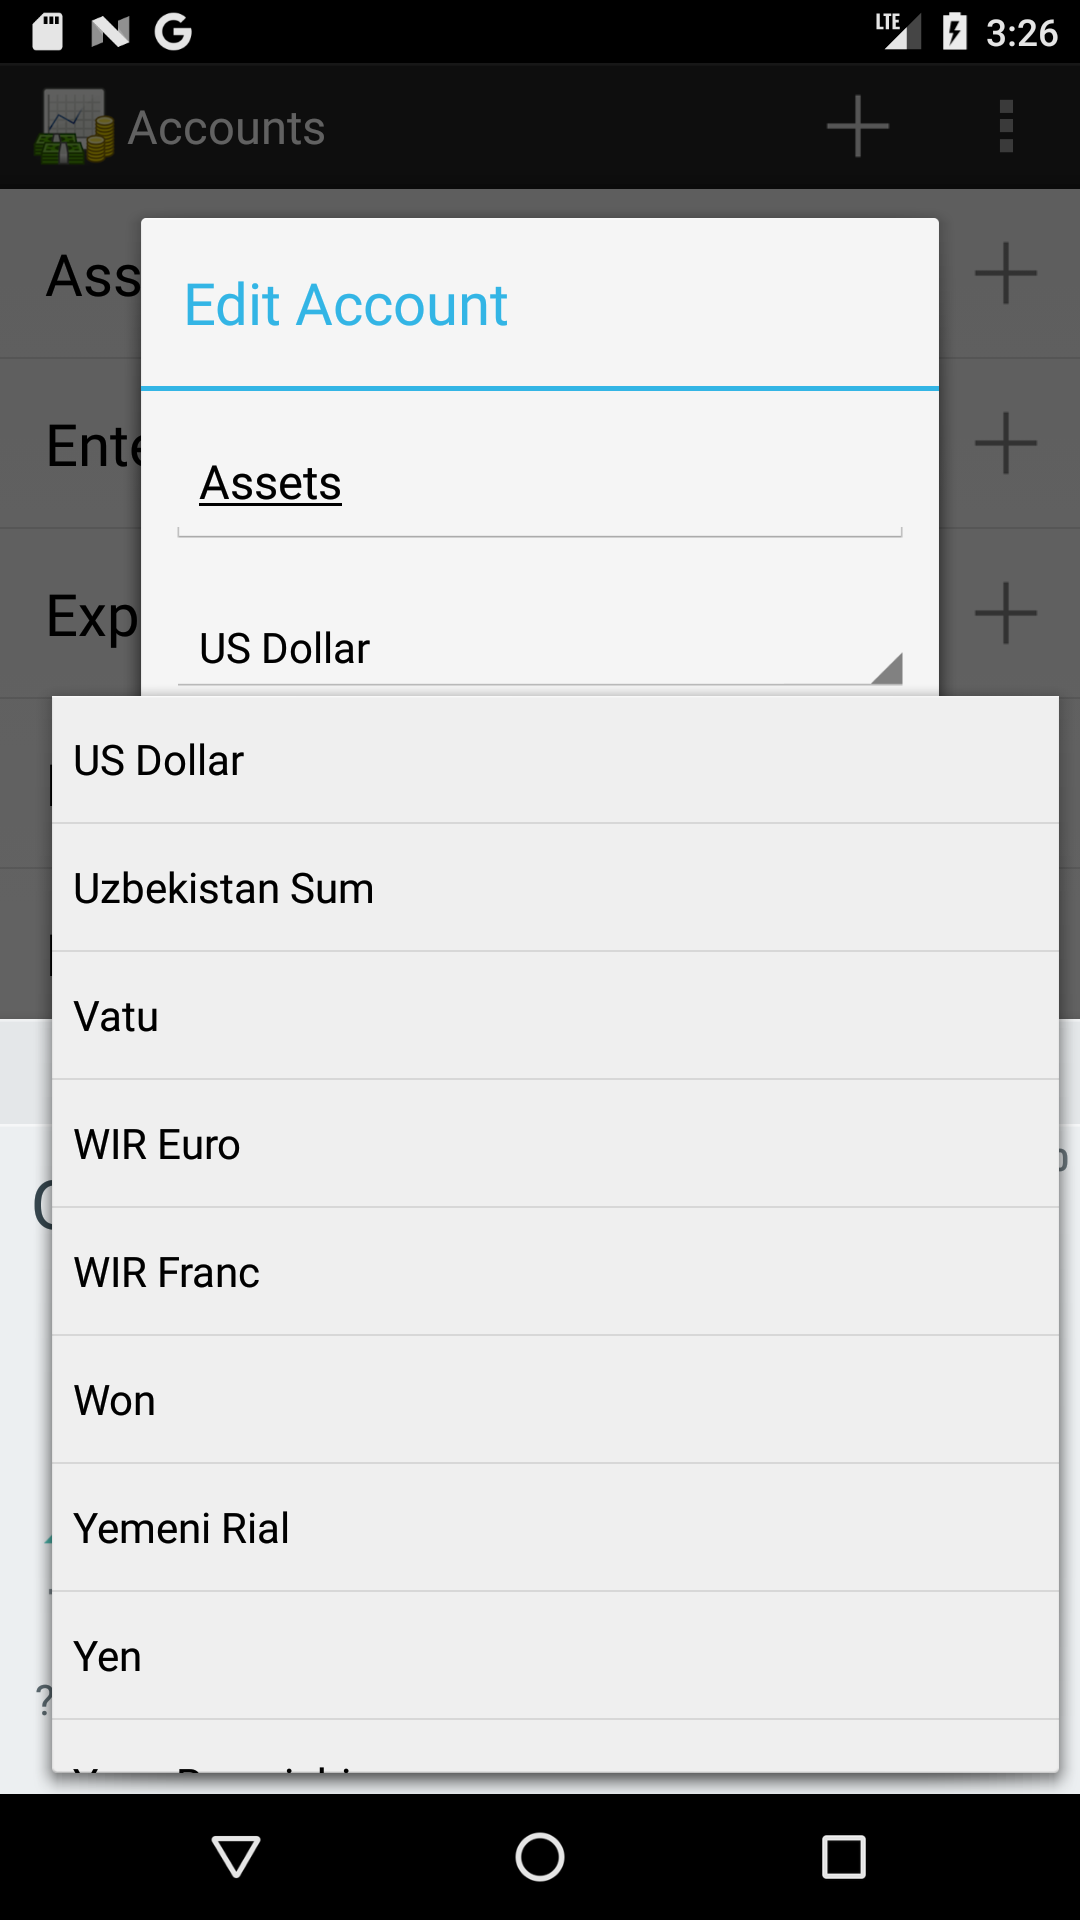 LTE 3:26
Accounts
Ass
Edit Account
Ente
Assets
Exp
US Dollar
US Dollar
Uzbekistan Sum
Vatu
WIR Euro
WIR Franc
Won
Yemeni Rial
Yen
?